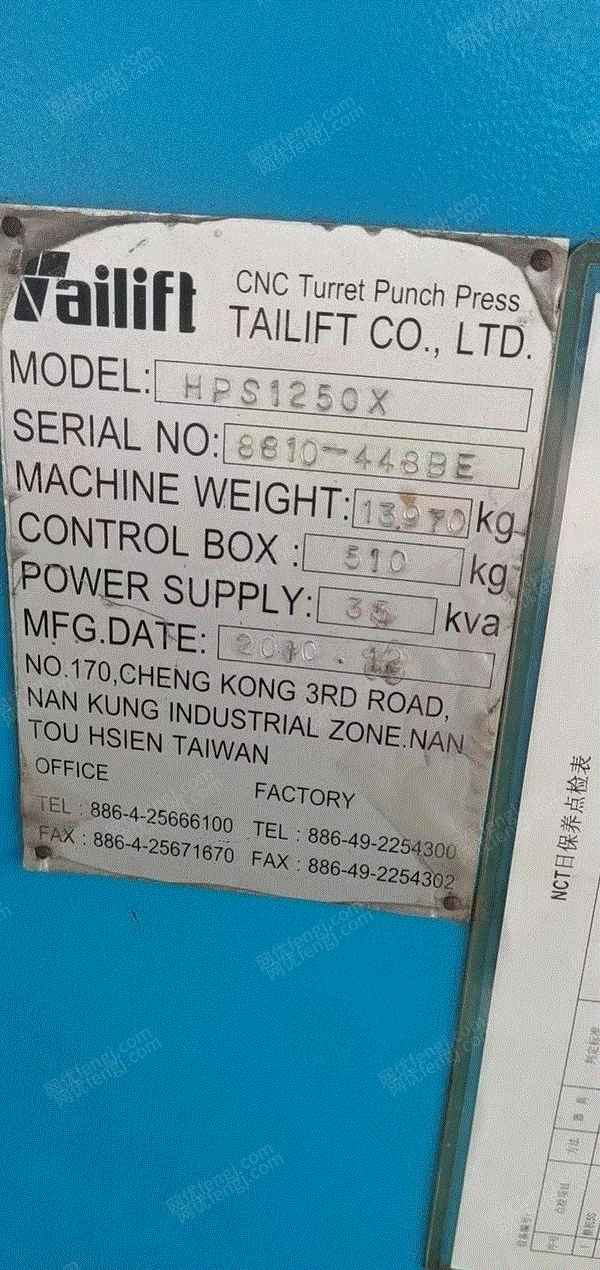 Tailift
CNC Turret Punch Press
TAILIFT CO., LTD.
MODEL: HPS1250X
SERIAL NO: 8810-448BE
MACHINE WEIGHT: 13970 kg
CONTROL BOX : 510 kg
POWER SUPPLY: 35 kva
MFG.DATE: 2010.12
NO.170,CHENG KONG 3RD ROAD,
NAN KUNG INDUSTRIAL ZONE.NAN
TOU HSIEN TAIWAN
OFFICE
TEL : 886-4-25666100
FAX : 886-4-25671670
FACTORY
TEL : 886-49-2254300
FAX : 886-49-2254302
NCT日保养点检表